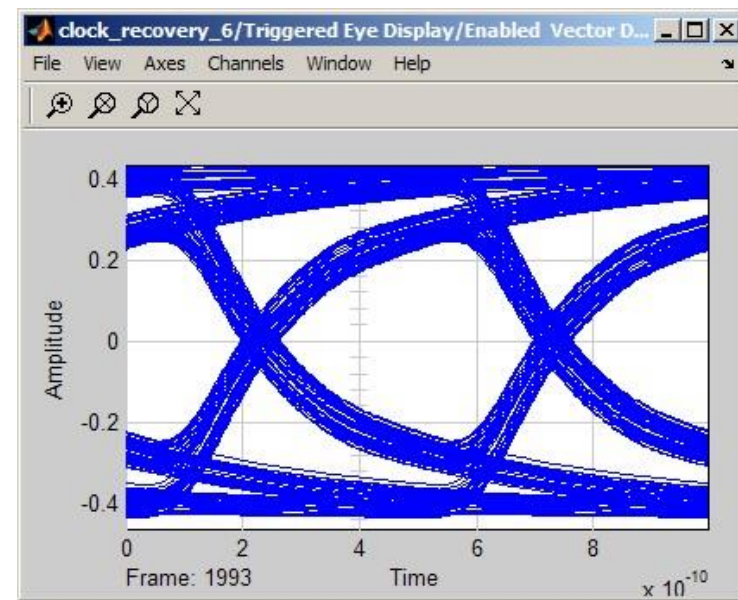 clock_recovery_6/Triggered Eye Display/Enabled Vector D...
File View Axes Channels Window Help
0.4
0.2
0
-0.2
-0.4
Amplitude
0 2 4 6 8
Frame: 1993 Time x 10-10